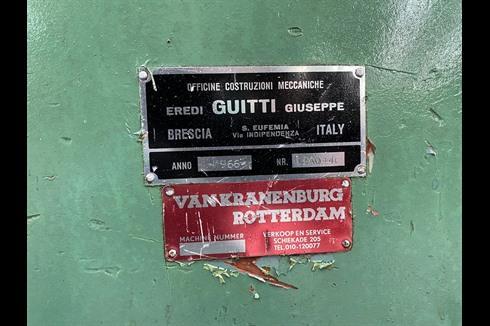 OFFICINE COSTRUZIONI MECCANICHE
EREDI GUITTI GIUSEPPE
BRESCIA S. EUFEMIA Via INDIPENDENZA ITALY
ANNO 1966 NR.
VAN KRANENBURG
ROTTERDAM
MACHINE NUMMER
VERKOOP EN SERVICE
SCHIEKADE 205
TEL.010-120077